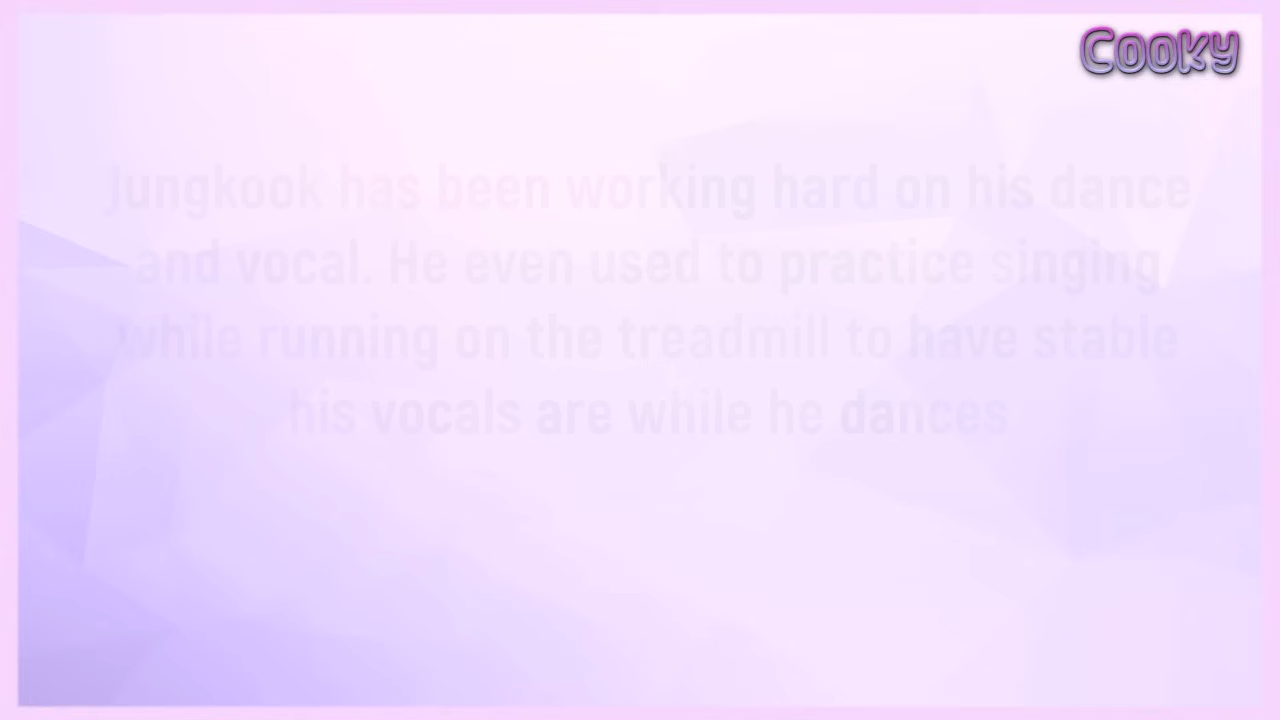 Cooky
Jungkook has been working hard on his dance
and vocal. He even used to practice singing
while running on the treadmill to have stable
his vocals are while he dances